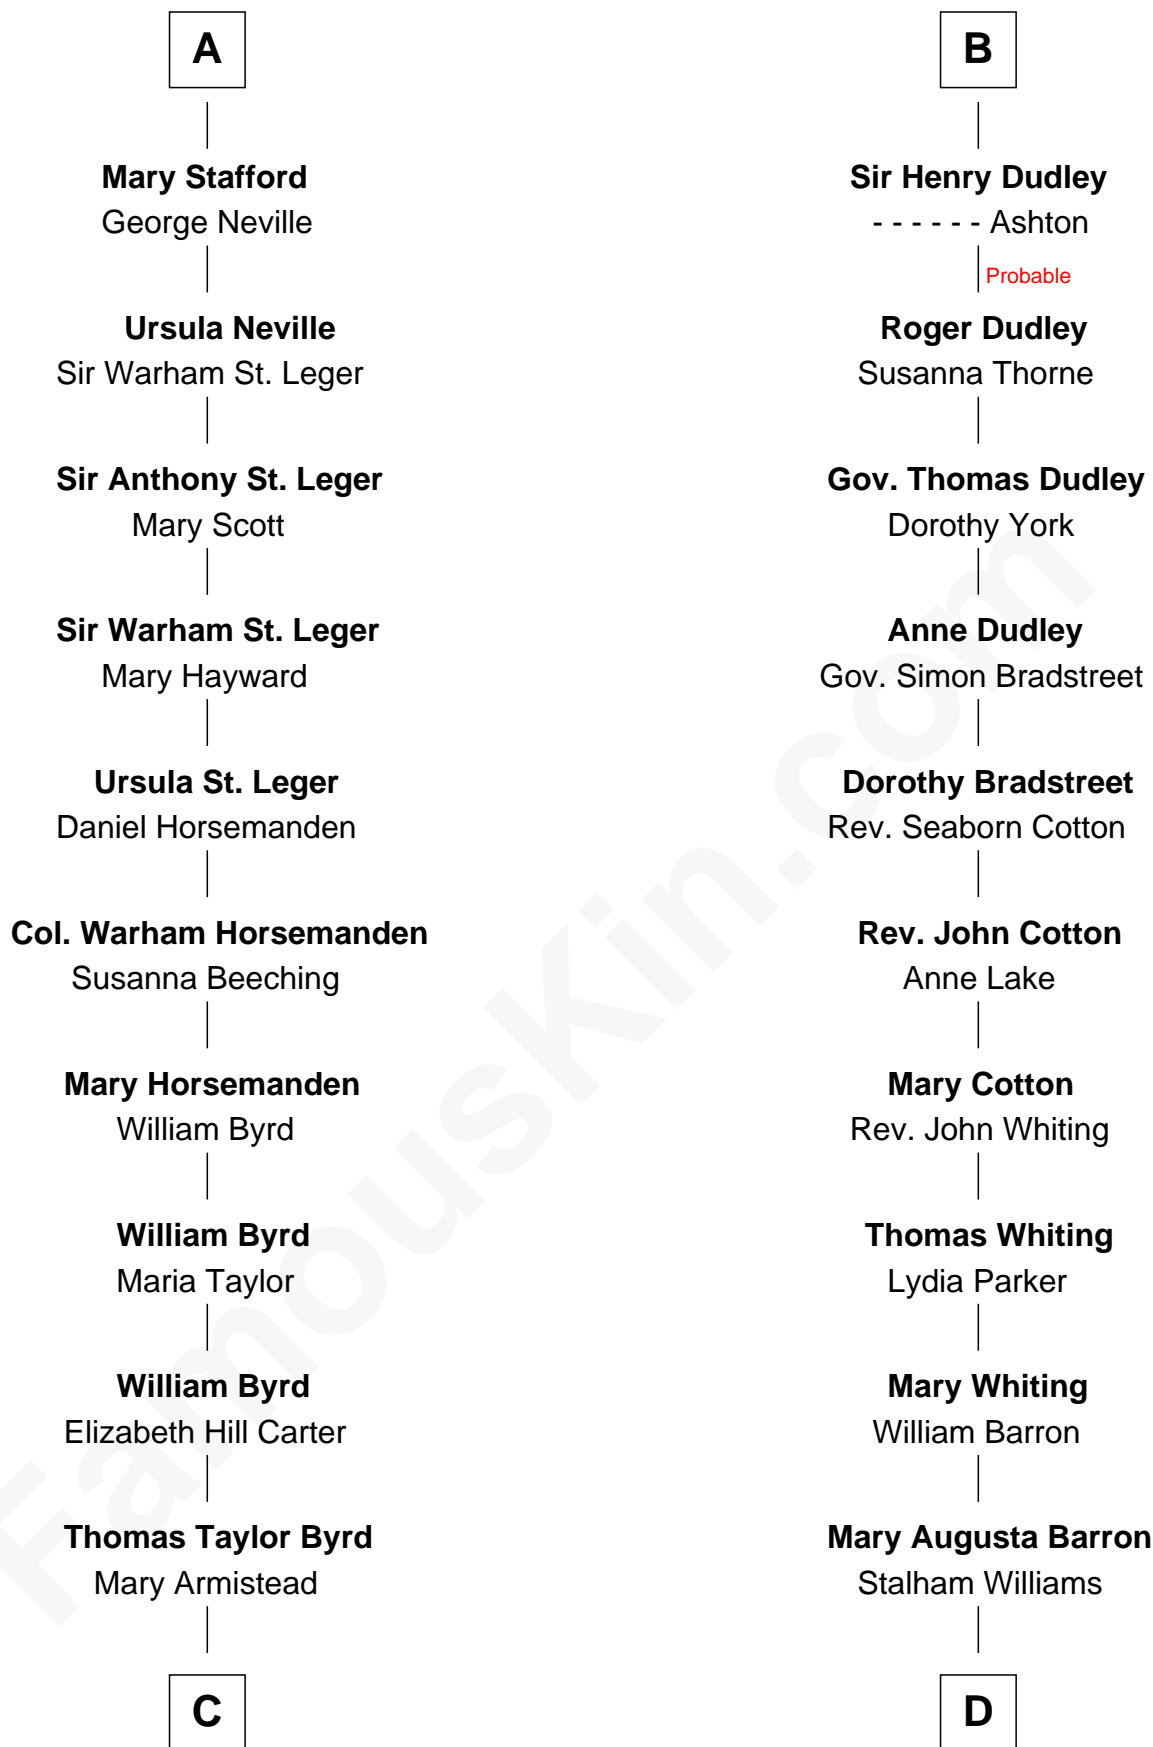 A
Mary Stafford
George Neville
Ursula Neville
Sir Warham St. Leger
Sir Anthony St. Leger
Mary Scott
Sir Warham St. Leger
Mary Hayward
Ursula St. Leger
Daniel Horsemanden
Col. Warham Horsemanden
Susanna Beeching
Mary Horsemanden
William Byrd
William Byrd
Maria Taylor
William Byrd
Elizabeth Hill Carter
Thomas Taylor Byrd
Mary Armistead
C
B
Sir Henry Dudley
- - - - - - Ashton
Probable
Roger Dudley
Susanna Thorne
Gov. Thomas Dudley
Dorothy York
Anne Dudley
Gov. Simon Bradstreet
Dorothy Bradstreet
Rev. Seaborn Cotton
Rev. John Cotton
Anne Lake
Mary Cotton
Rev. John Whiting
Thomas Whiting
Lydia Parker
Mary Whiting
William Barron
Mary Augusta Barron
Stalham Williams
D
FamousKin.com